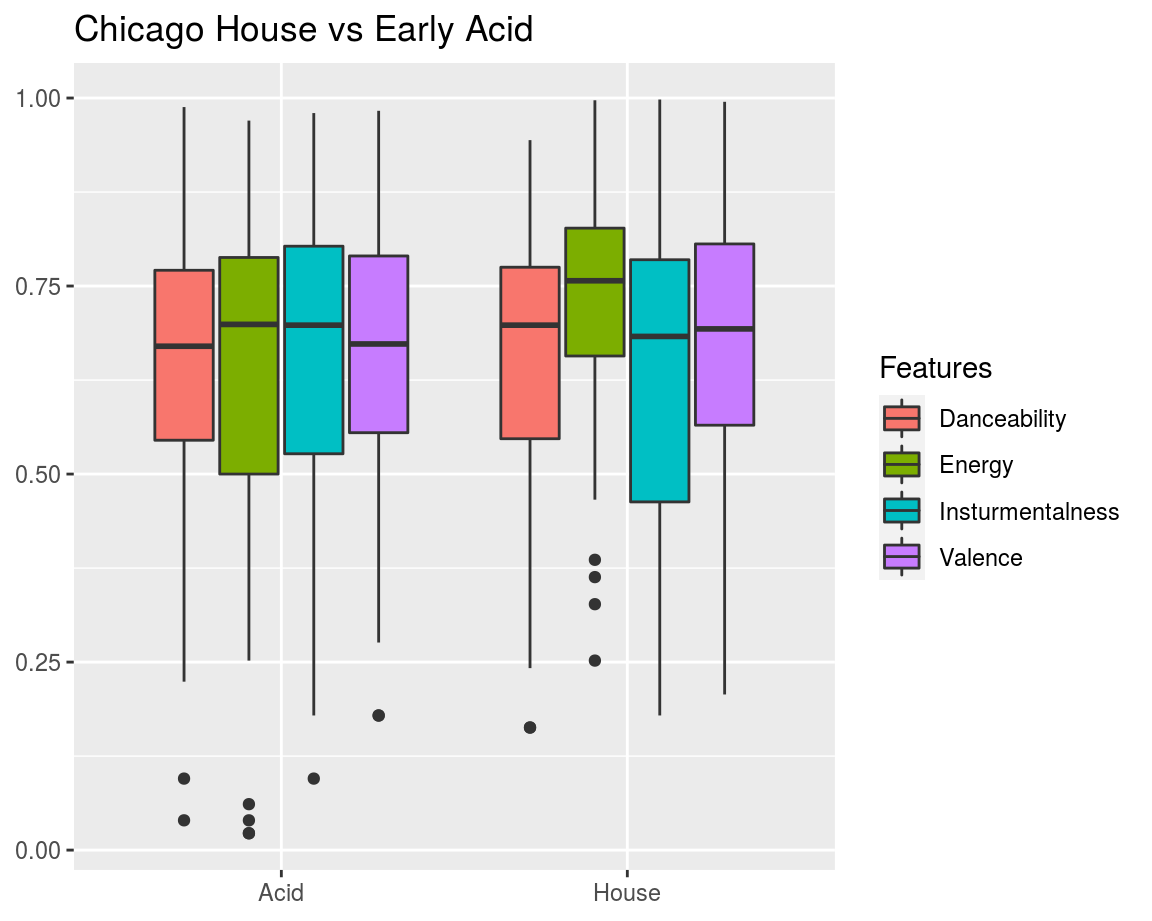 Chicago House vs Early Acid
1.00
0.75
0.50
0.25
0.00
Acid House
Features
Danceability
Energy
Insturmentalness
Valence